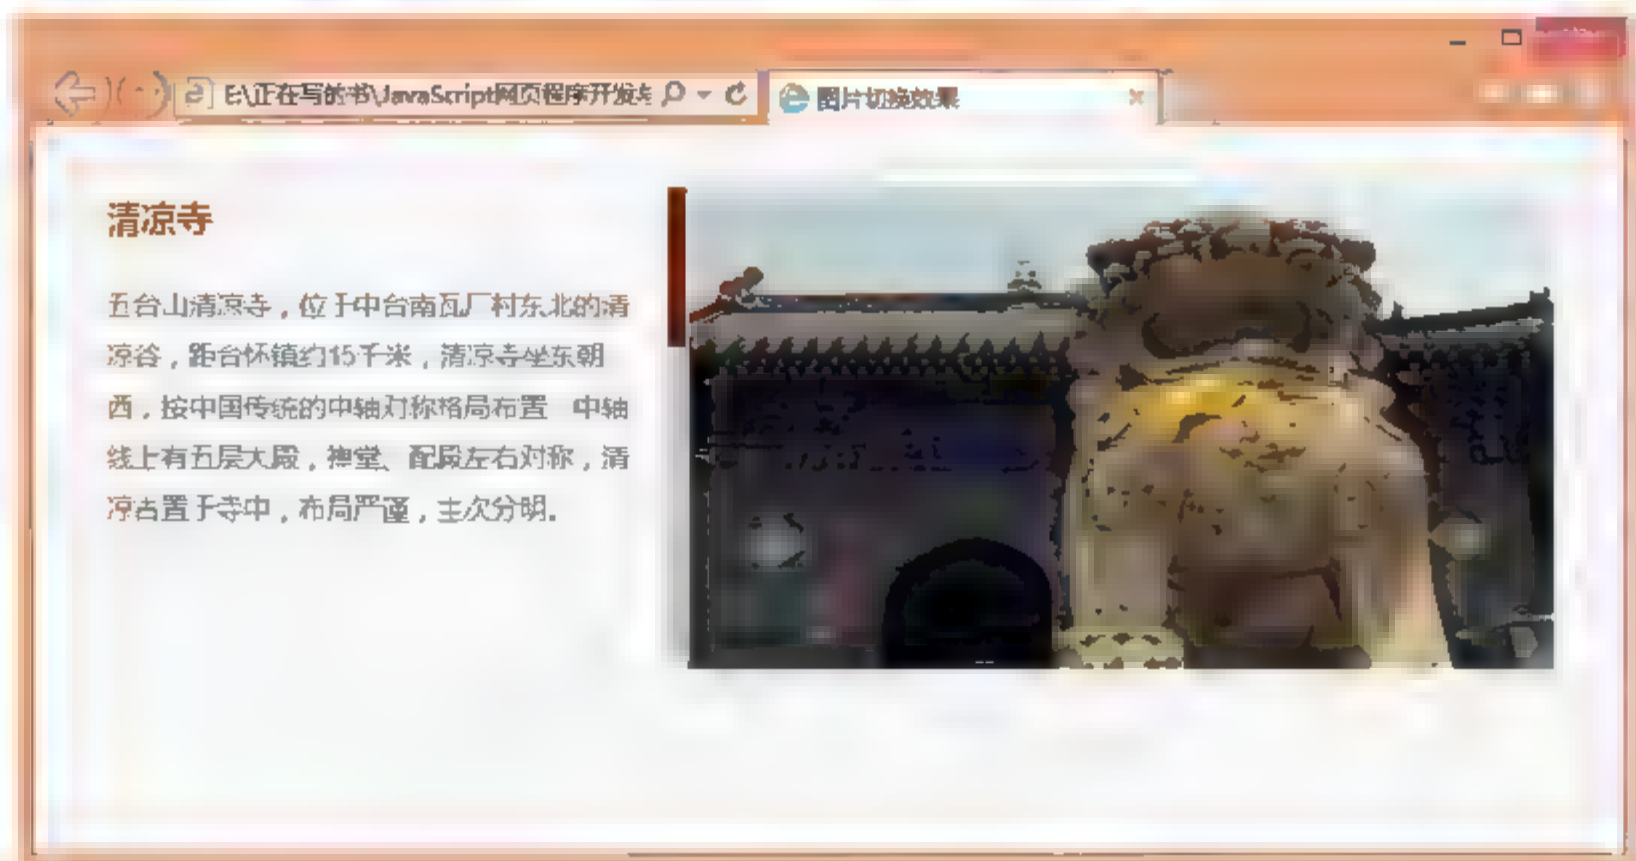 E:\正在写的书\JavaScript网页程序开发
图片切换效果
清凉寺
五台山清凉寺，位于中台南瓦厂村东北的清
凉谷，距台怀镇约15千米，清凉寺坐东朝
西，按中国传统的中轴对称格局布置 中轴
线上有五层大殿，禅堂、配殿左右对称，清
凉石置于寺中，布局严谨，主次分明。